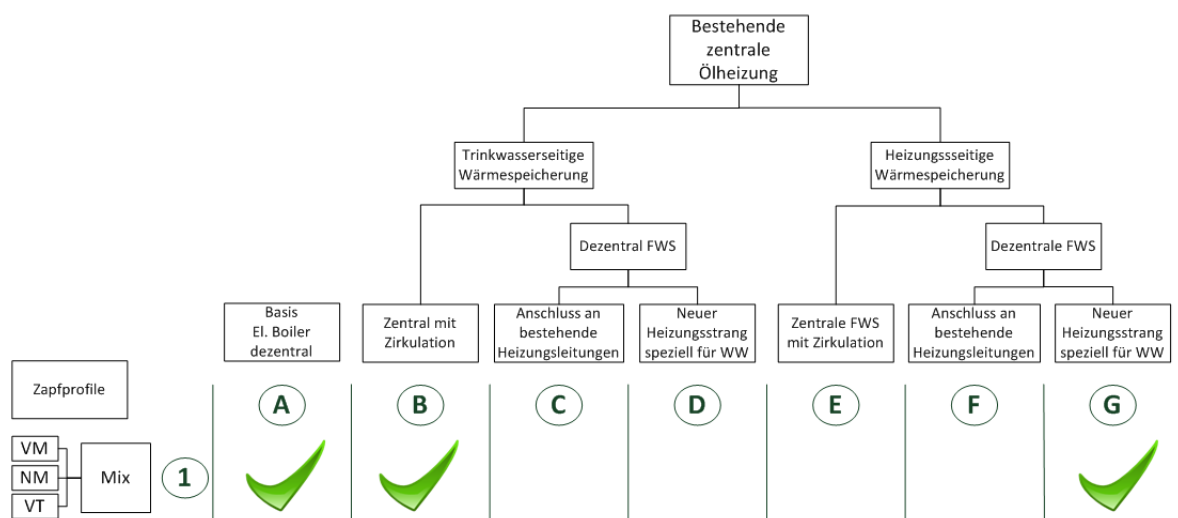 Bestehende
zentrale
Ölheizung
Trinkwasserseitige
Wärmespeicherung
Heizungssseitige
Wärmespeicherung
Dezentral FWS
Dezentrale FWS
Basis
El. Boiler
dezentral
Zentral mit
Zirkulation
Anschluss an
bestehende
Heizungsleitungen
Neuer
Heizungsstrang
speziell für WW
Zentrale FWS
mit Zirkulation
Anschluss an
bestehende
Heizungsleitungen
Neuer
Heizungsstrang
speziell für WW
Zapfprofile
A
B
C
D
E
F
G
VM
NM
VT
Mix
1